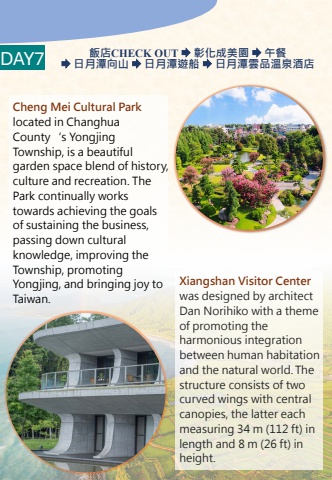 DAY7
飯店CHECK OUT ➡ 彰化成美園 ➡ 午餐
➡ 日月潭向山 ➡ 日月潭遊船 ➡ 日月潭雲品溫泉酒店
Cheng Mei Cultural Park
located in Changhua
County‘s Yongjing
Township, is a beautiful
garden space blend of history,
culture and recreation. The
Park continually works
towards achieving the goals
of sustaining the business,
passing down cultural
knowledge, improving the
Township, promoting
Yongjing, and bringing joy to
Taiwan.
Xiangshan Visitor Center
was designed by architect
Dan Norihiko with a theme
of promoting the
harmonious integration
between human habitation
and the natural world. The
structure consists of two
curved wings with central
canopies, the latter each
measuring 34 m (112 ft) in
length and 8 m (26 ft) in
height.